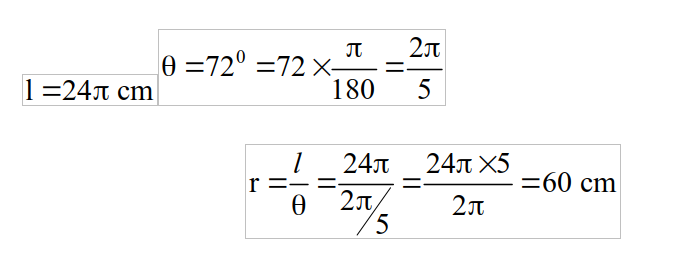 l =24π cm θ =72⁰ =72 ×π/180 =2π/5
r =l/θ =24π/(2π/5) =24π ×5/2π =60 cm